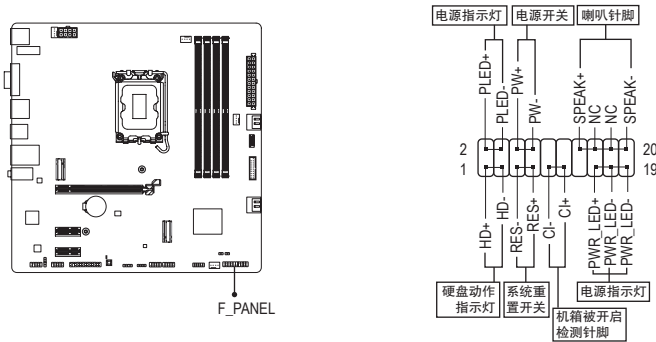 电源指示灯
电源开关
喇叭针脚
PLED+
PLED-
PW+
PW-
SPEAK+
NC
NC
SPEAK-
2
20
1
19
HD+
HD-
RES-
RES+
CI-
CI+
PWR_LED+
PWR_LED-
PWR_LED-
硬盘动作
指示灯
系统重
置开关
机箱被开启
检测针脚
电源指示灯
F_PANEL